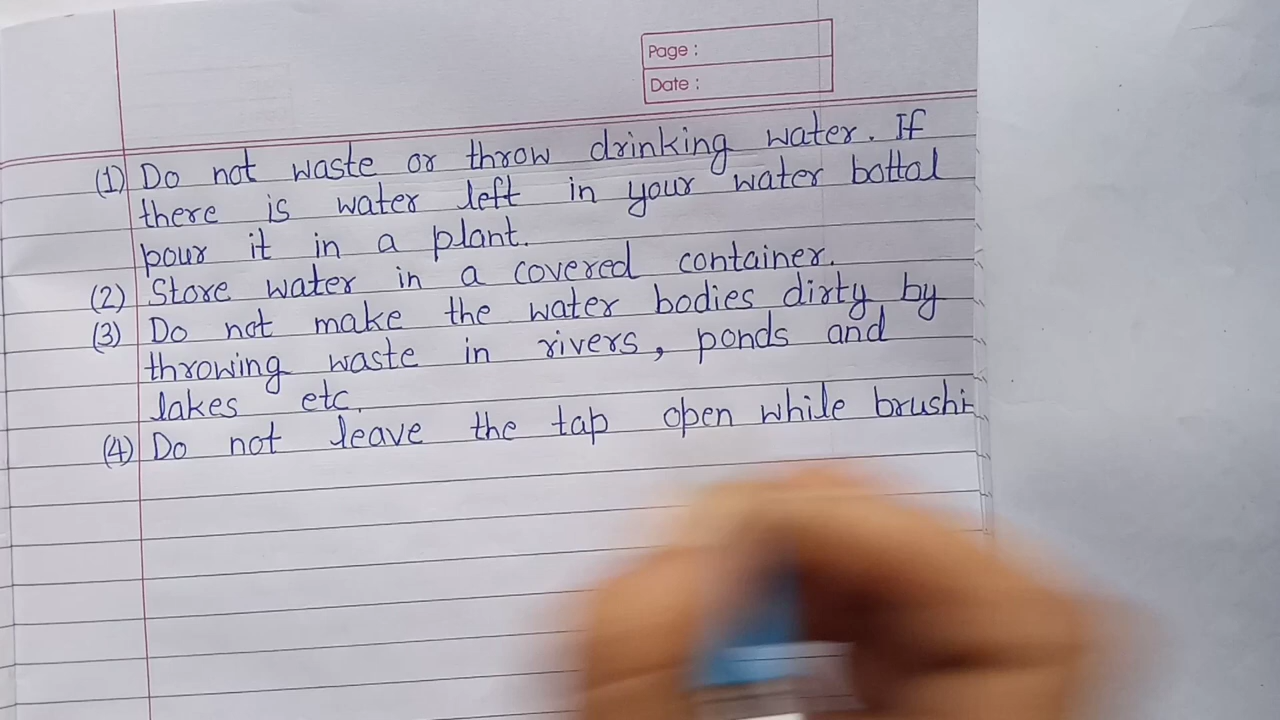 Page :
Date :
(1) Do not waste or throw drinking water. If
there is water left in your water bottol
pour it in a plant.
(2) Store water in a covered container.
(3) Do not make the water bodies dirty by
throwing waste in rivers, ponds and
lakes etc.
(4) Do not leave the tap open while brushi